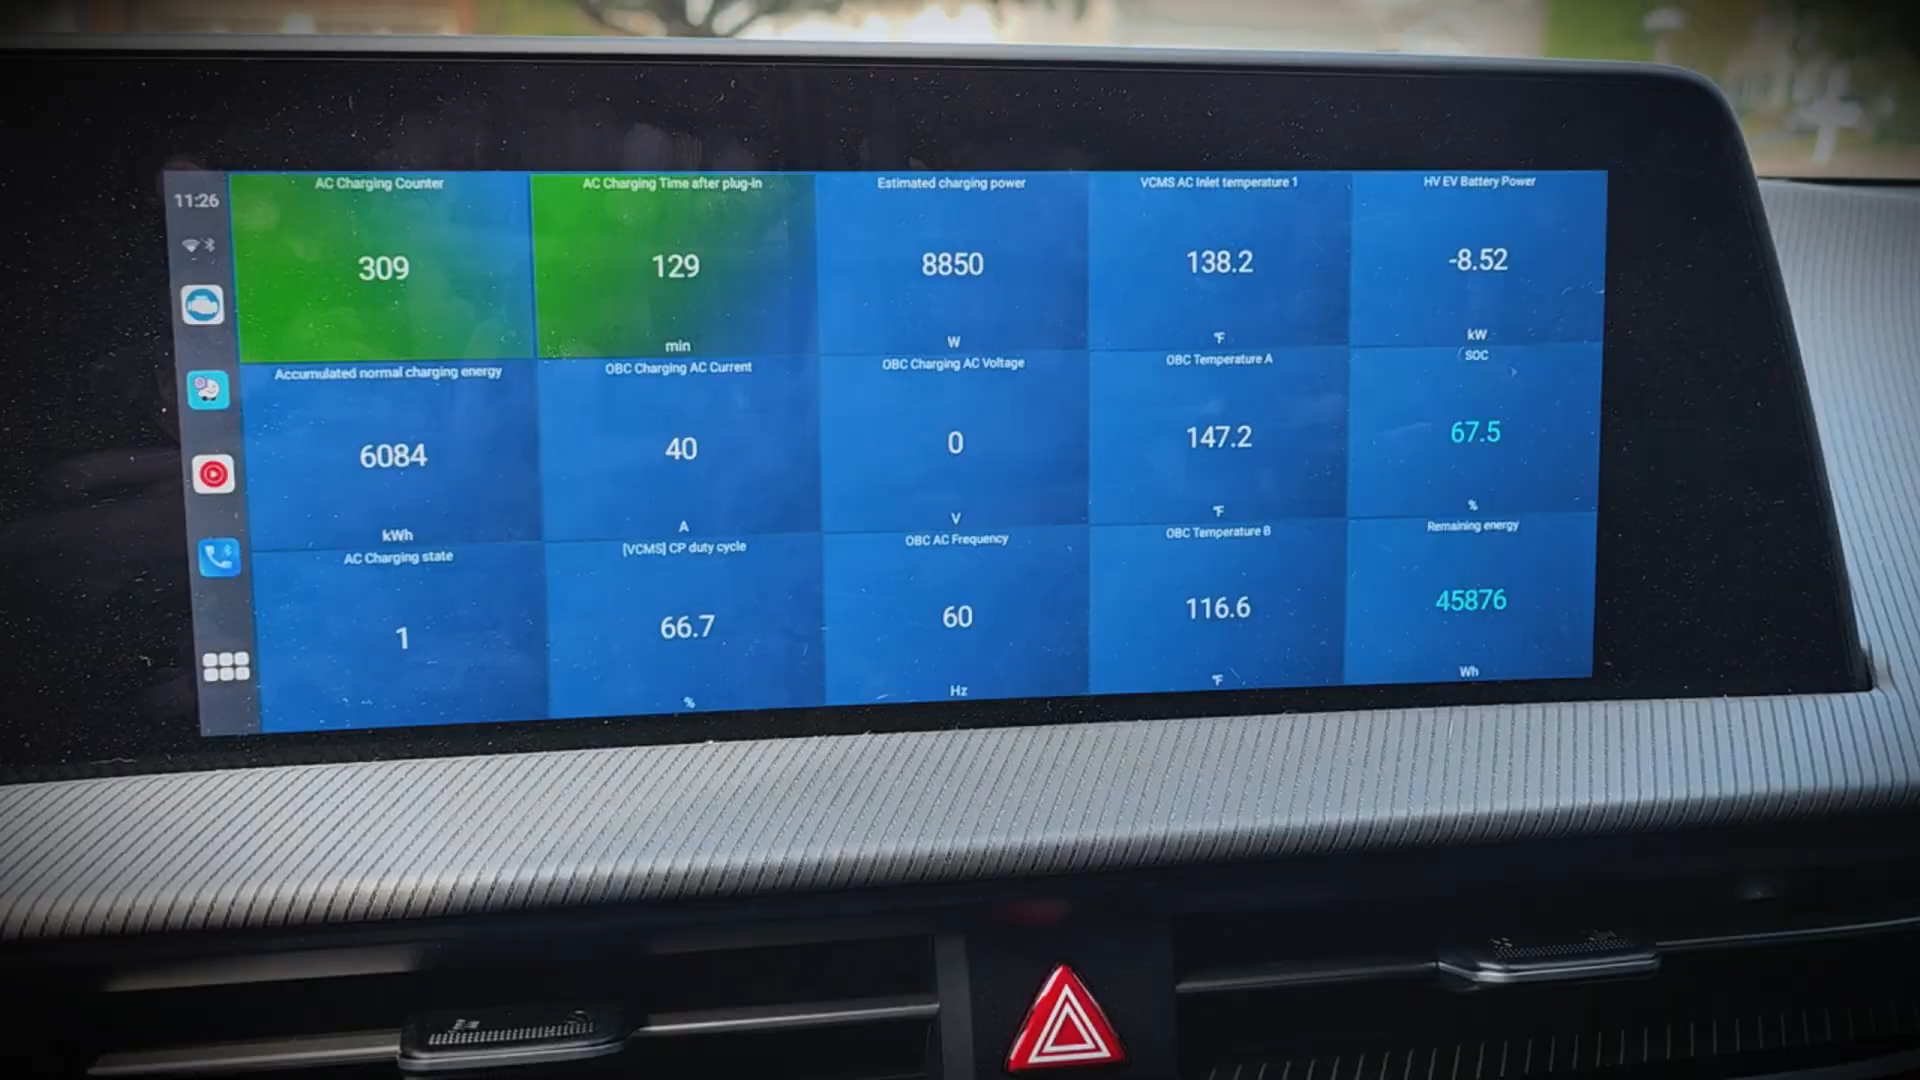 11:26
AC Charging Counter
309
AC Charging Time after plug-in
129
min
Estimated charging power
8850
W
VCMS AC Inlet temperature 1
138.2
°F
HV EV Battery Power
-8.52
kW
Accumulated normal charging energy
6084
kWh
OBC Charging AC Current
40
A
OBC Charging AC Voltage
0
V
OBC Temperature A
147.2
°F
SOC
67.5
%
AC Charging state
1
[VCMS] CP duty cycle
66.7
%
OBC AC Frequency
60
Hz
OBC Temperature B
116.6
°F
Remaining energy
45876
Wh